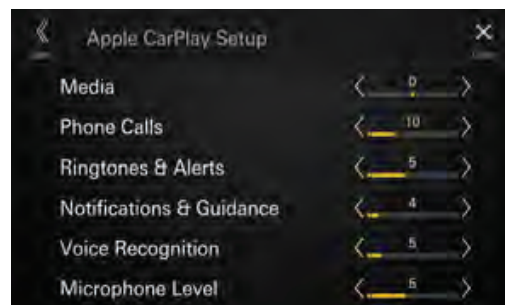 Apple CarPlay Setup
Media 0
Phone Calls 10
Ringtones & Alerts 5
Notifications & Guidance 4
Voice Recognition 5
Microphone Level